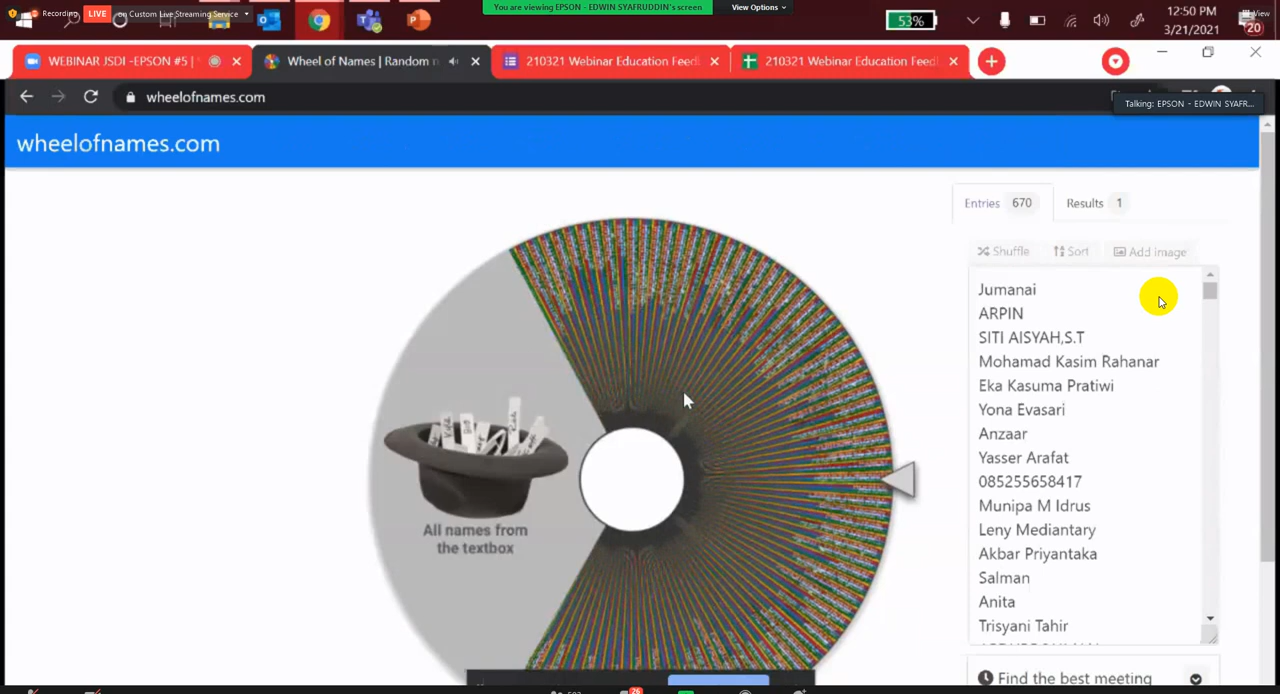 Recording
LIVE
on Custom Live Streaming Service
You are viewing EPSON - EDWIN SYAFRUDDIN's screen
View Options
53%
12:50 PM
3/21/2021
View
20
WEBINAR JSDI -EPSON #5 |
Wheel of Names | Random n
210321 Webinar Education Feed
210321 Webinar Education Feed
wheelofnames.com
Talking: EPSON - EDWIN SYAFR...
wheelofnames.com
Entries 670
Results 1
Shuffle
Sort
Add image
Jumanai
ARPIN
SITI AISYAH,S.T
Mohamad Kasim Rahanar
Eka Kasuma Pratiwi
Yona Evasari
Anzaar
Yasser Arafat
085255658417
Munipa M Idrus
Leny Mediantary
Akbar Priyantaka
Salman
Anita
Trisyani Tahir
All names from
the textbox
Find the best meeting
26